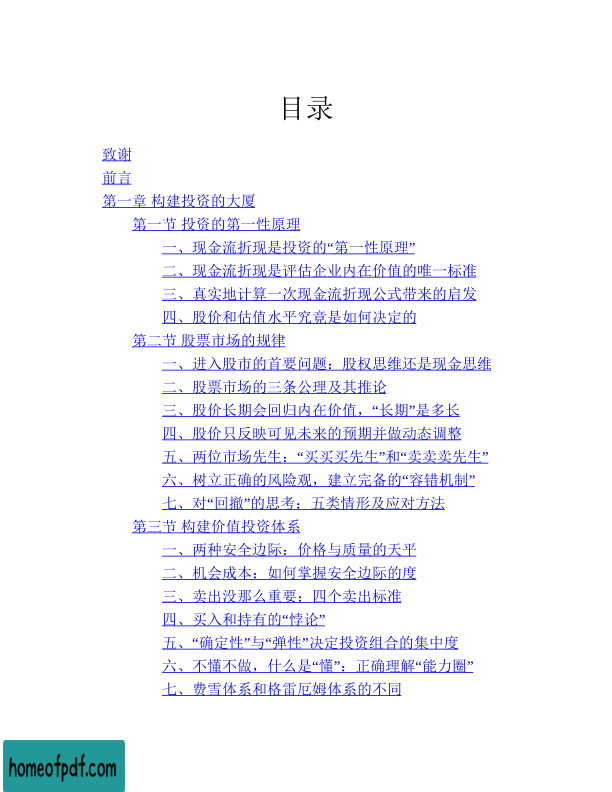 目录
致谢
前言
第一章 构建投资的大厦
第一节 投资的第一性原理
一、现金流折现是投资的“第一性原理”
二、现金流折现是评估企业内在价值的唯一标准
三、真实地计算一次现金流折现公式带来的启发
四、股价和估值水平究竟是如何决定的
第二节 股票市场的规律
一、进入股市的首要问题：股权思维还是现金思维
二、股票市场的三条公理及其推论
三、股价长期会回归内在价值，“长期”是多长
四、股价只反映可见未来的预期并做动态调整
五、两位市场先生：“买买买先生”和“卖卖卖先生”
六、树立正确的风险观，建立完备的“容错机制”
七、对“回撤”的思考：五类情形及应对方法
第三节 构建价值投资体系
一、两种安全边际：价格与质量的天平
二、机会成本：如何掌握安全边际的度
三、卖出没那么重要：四个卖出标准
四、买入和持有的“悖论”
五、“确定性”与“弹性”决定投资组合的集中度
六、不懂不做，什么是“懂”：正确理解“能力圈”
七、费雪体系和格雷厄姆体系的不同
homeofpdf.com